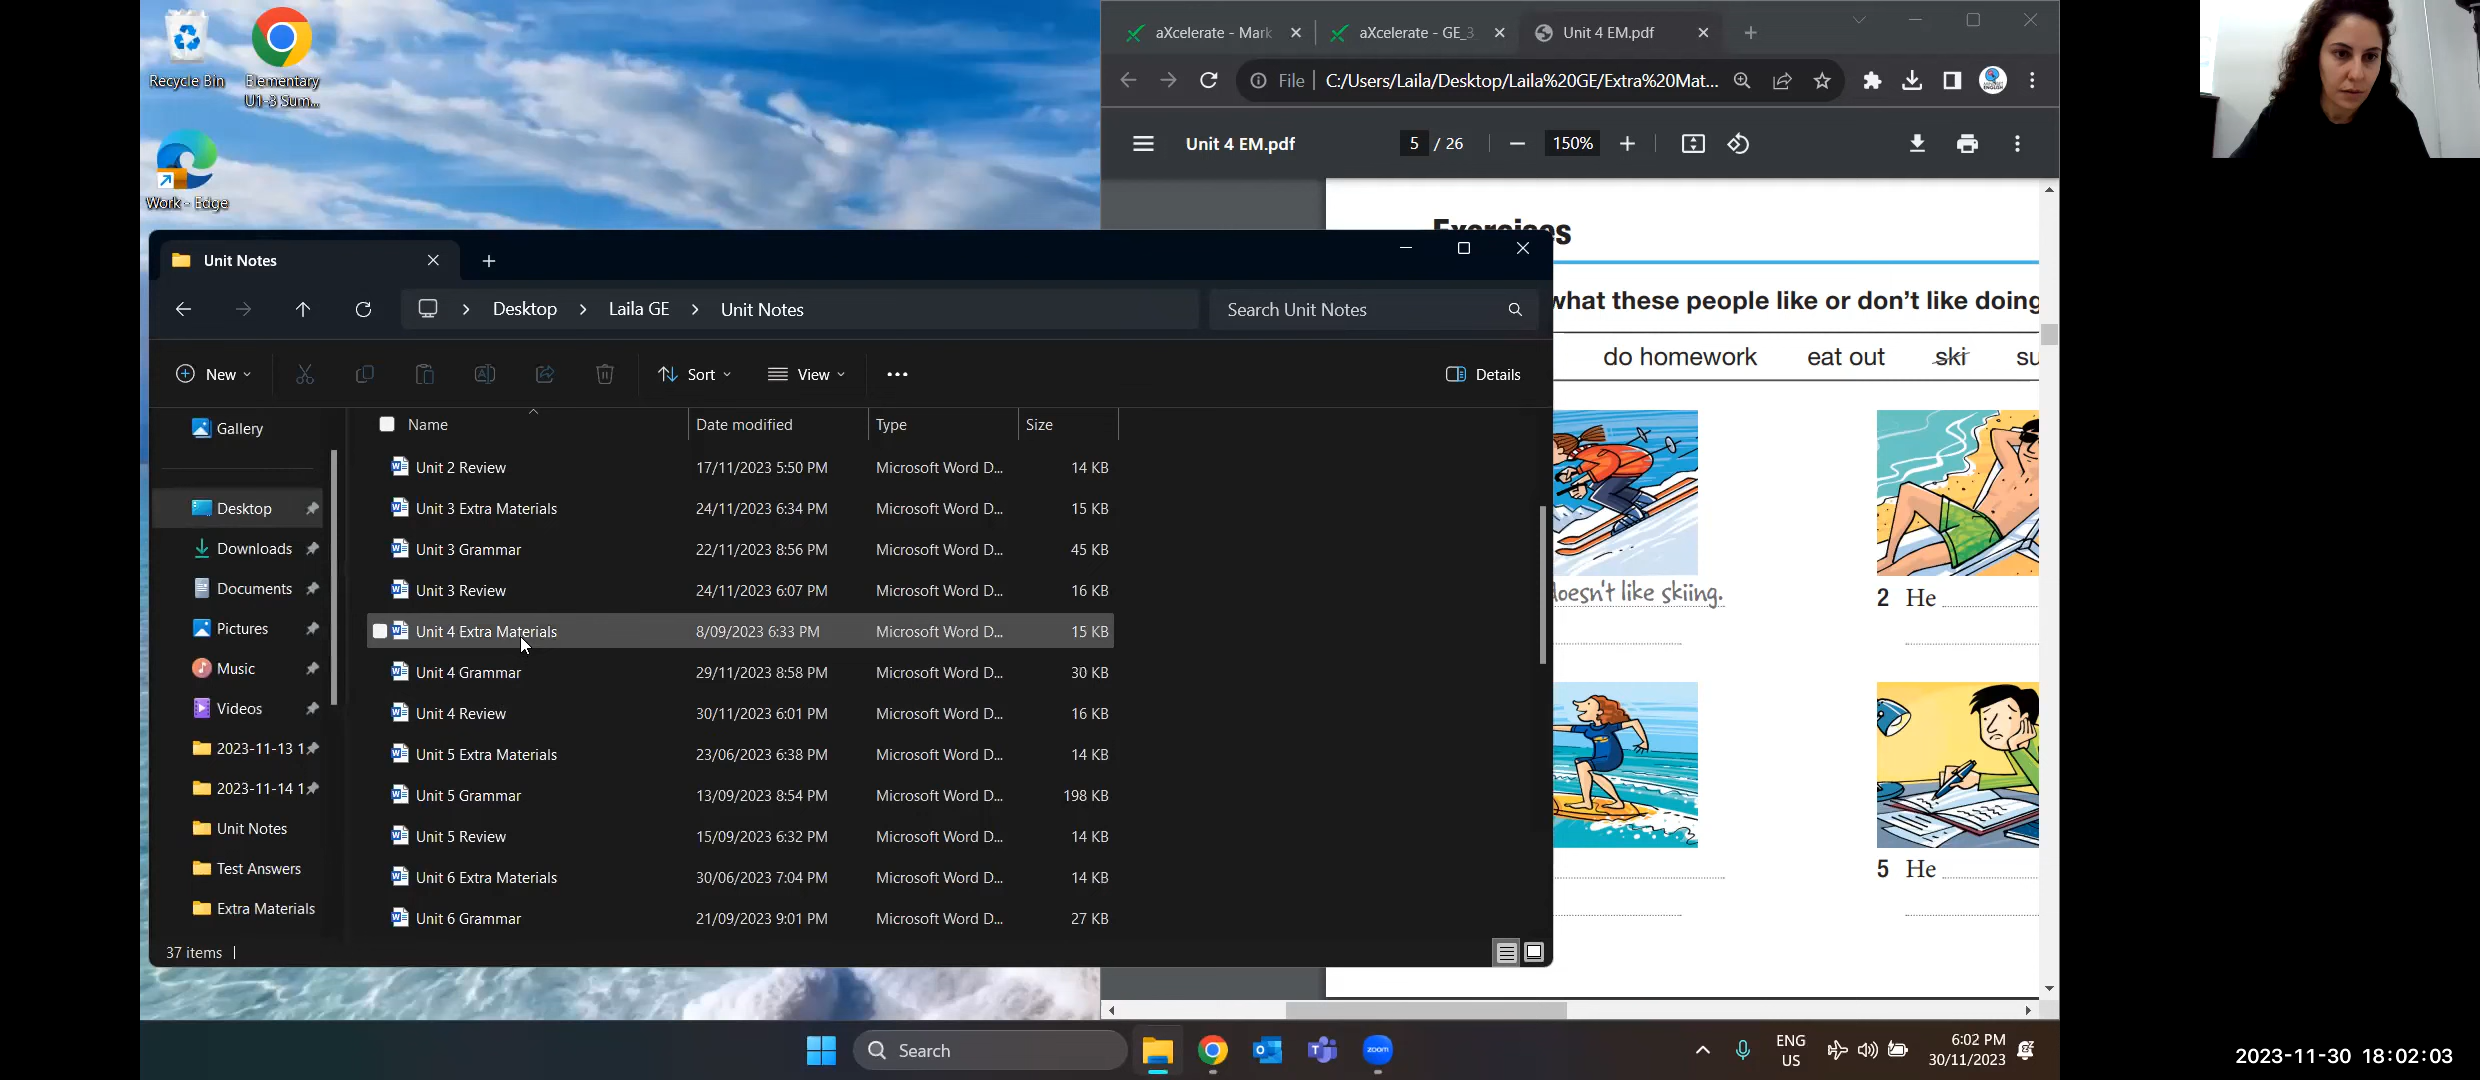 Recycle Bin
Elementary
U1-3 Sum...
Work - Edge
aXcelerate - Mark
aXcelerate - GE_3
Unit 4 EM.pdf
File
C:/Users/Laila/Desktop/Laila%20GE/Extra%20Mat...
Unit 4 EM.pdf
5 / 26
150%
Exercises
what these people like or don't like doing
do homework eat out ski su
doesn't like skiing.
2 He
5 He
Unit Notes
Desktop > Laila GE > Unit Notes
Search Unit Notes
New
Sort
View
Details
Gallery
Desktop
Downloads
Documents
Pictures
Music
Videos
2023-11-13 1
2023-11-14 1
Unit Notes
Test Answers
Extra Materials
Name Date modified Type Size
Unit 2 Review 17/11/2023 5:50 PM Microsoft Word D... 14 KB
Unit 3 Extra Materials 24/11/2023 6:34 PM Microsoft Word D... 15 KB
Unit 3 Grammar 22/11/2023 8:56 PM Microsoft Word D... 45 KB
Unit 3 Review 24/11/2023 6:07 PM Microsoft Word D... 16 KB
Unit 4 Extra Materials 8/09/2023 6:33 PM Microsoft Word D... 15 KB
Unit 4 Grammar 29/11/2023 8:58 PM Microsoft Word D... 30 KB
Unit 4 Review 30/11/2023 6:01 PM Microsoft Word D... 16 KB
Unit 5 Extra Materials 23/06/2023 6:38 PM Microsoft Word D... 14 KB
Unit 5 Grammar 13/09/2023 8:54 PM Microsoft Word D... 198 KB
Unit 5 Review 15/09/2023 6:32 PM Microsoft Word D... 14 KB
Unit 6 Extra Materials 30/06/2023 7:04 PM Microsoft Word D... 14 KB
Unit 6 Grammar 21/09/2023 9:01 PM Microsoft Word D... 27 KB
37 items
Search
zoom
ENG
US
6:02 PM
30/11/2023
2023-11-30 18:02:03